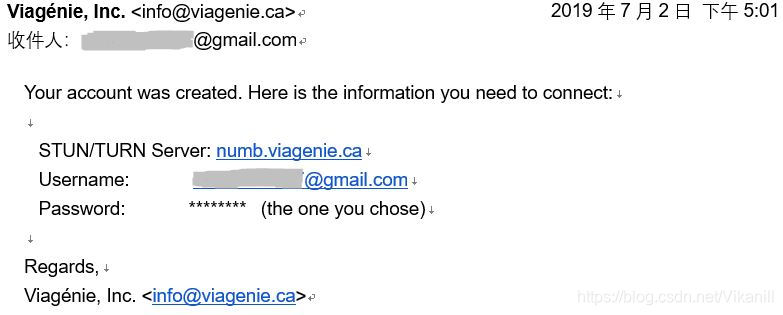 Viagénie, Inc. <info@viagenie.ca> 2019 年 7 月 2 日 下午 5:01
收件人: @gmail.com
Your account was created. Here is the information you need to connect:
STUN/TURN Server: numb.viagenie.ca
Username: @gmail.com
Password: ******** (the one you chose)
Regards,
Viagénie, Inc. <info@viagenie.ca>
https://blog.csdn.net/Vikanill